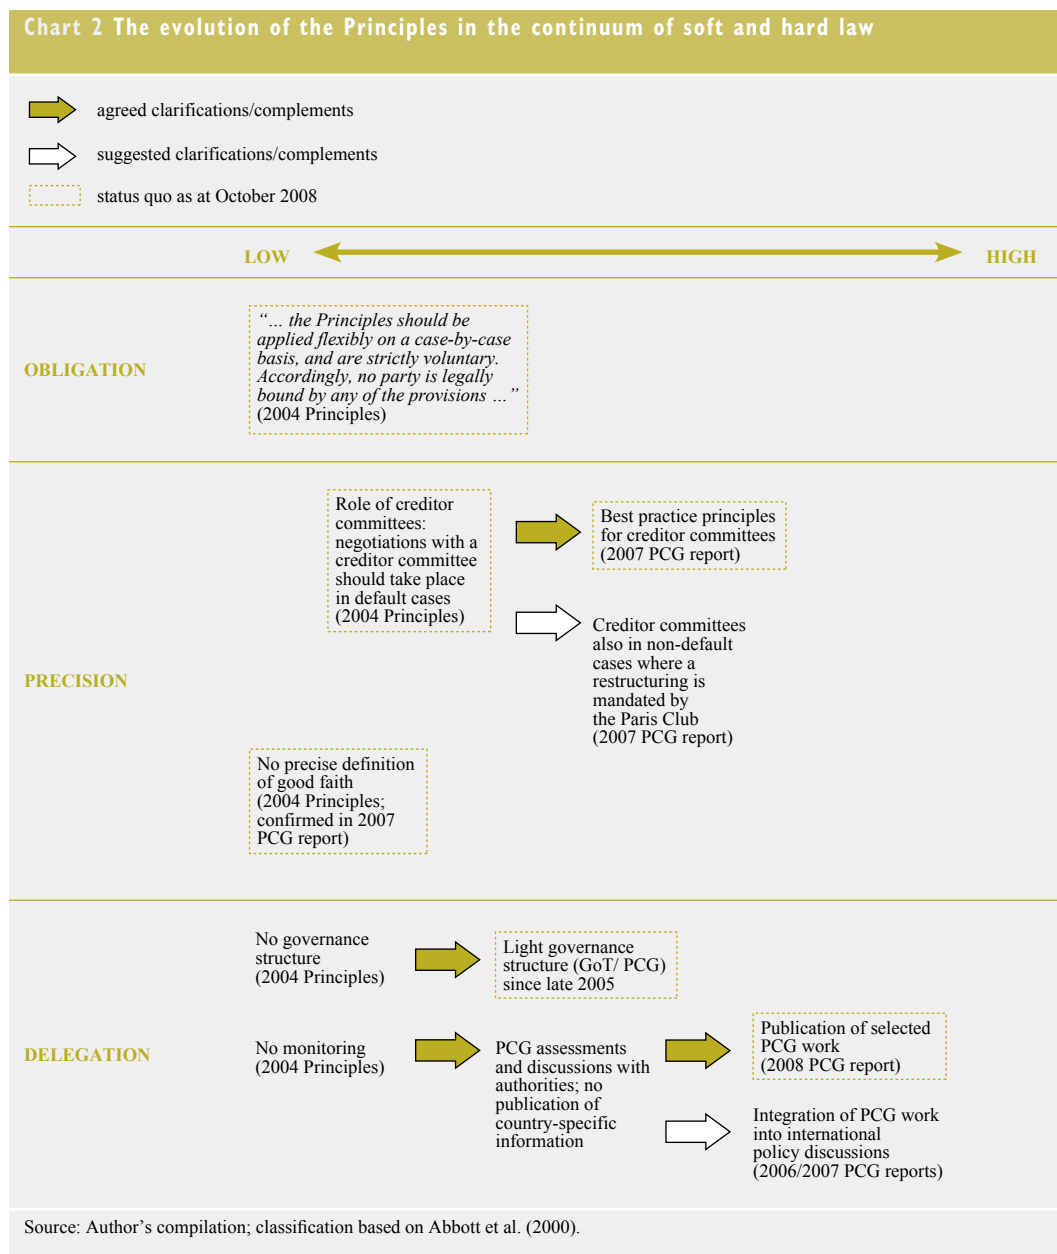 Chart 2 The evolution of the Principles in the continuum of soft and hard law
agreed clarifications/complements
suggested clarifications/complements
status quo as at October 2008
LOW
HIGH
OBLIGATION
“… the Principles should be
applied flexibly on a case-by-case
basis, and are strictly voluntary.
Accordingly, no party is legally
bound by any of the provisions …”
(2004 Principles)
PRECISION
Role of creditor
committees:
negotiations with a
creditor committee
should take place
in default cases
(2004 Principles)
Best practice principles
for creditor committees
(2007 PCG report)
Creditor committees
also in non-default
cases where a
restructuring is
mandated by
the Paris Club
(2007 PCG report)
No precise definition
of good faith
(2004 Principles;
confirmed in 2007
PCG report)
DELEGATION
No governance
structure
(2004 Principles)
Light governance
structure (GoT/ PCG)
since late 2005
No monitoring
(2004 Principles)
PCG assessments
and discussions with
authorities; no
publication of
country-specific
information
Publication of selected
PCG work
(2008 PCG report)
Integration of PCG work
into international
policy discussions
(2006/2007 PCG reports)
Source: Author’s compilation; classification based on Abbott et al. (2000).